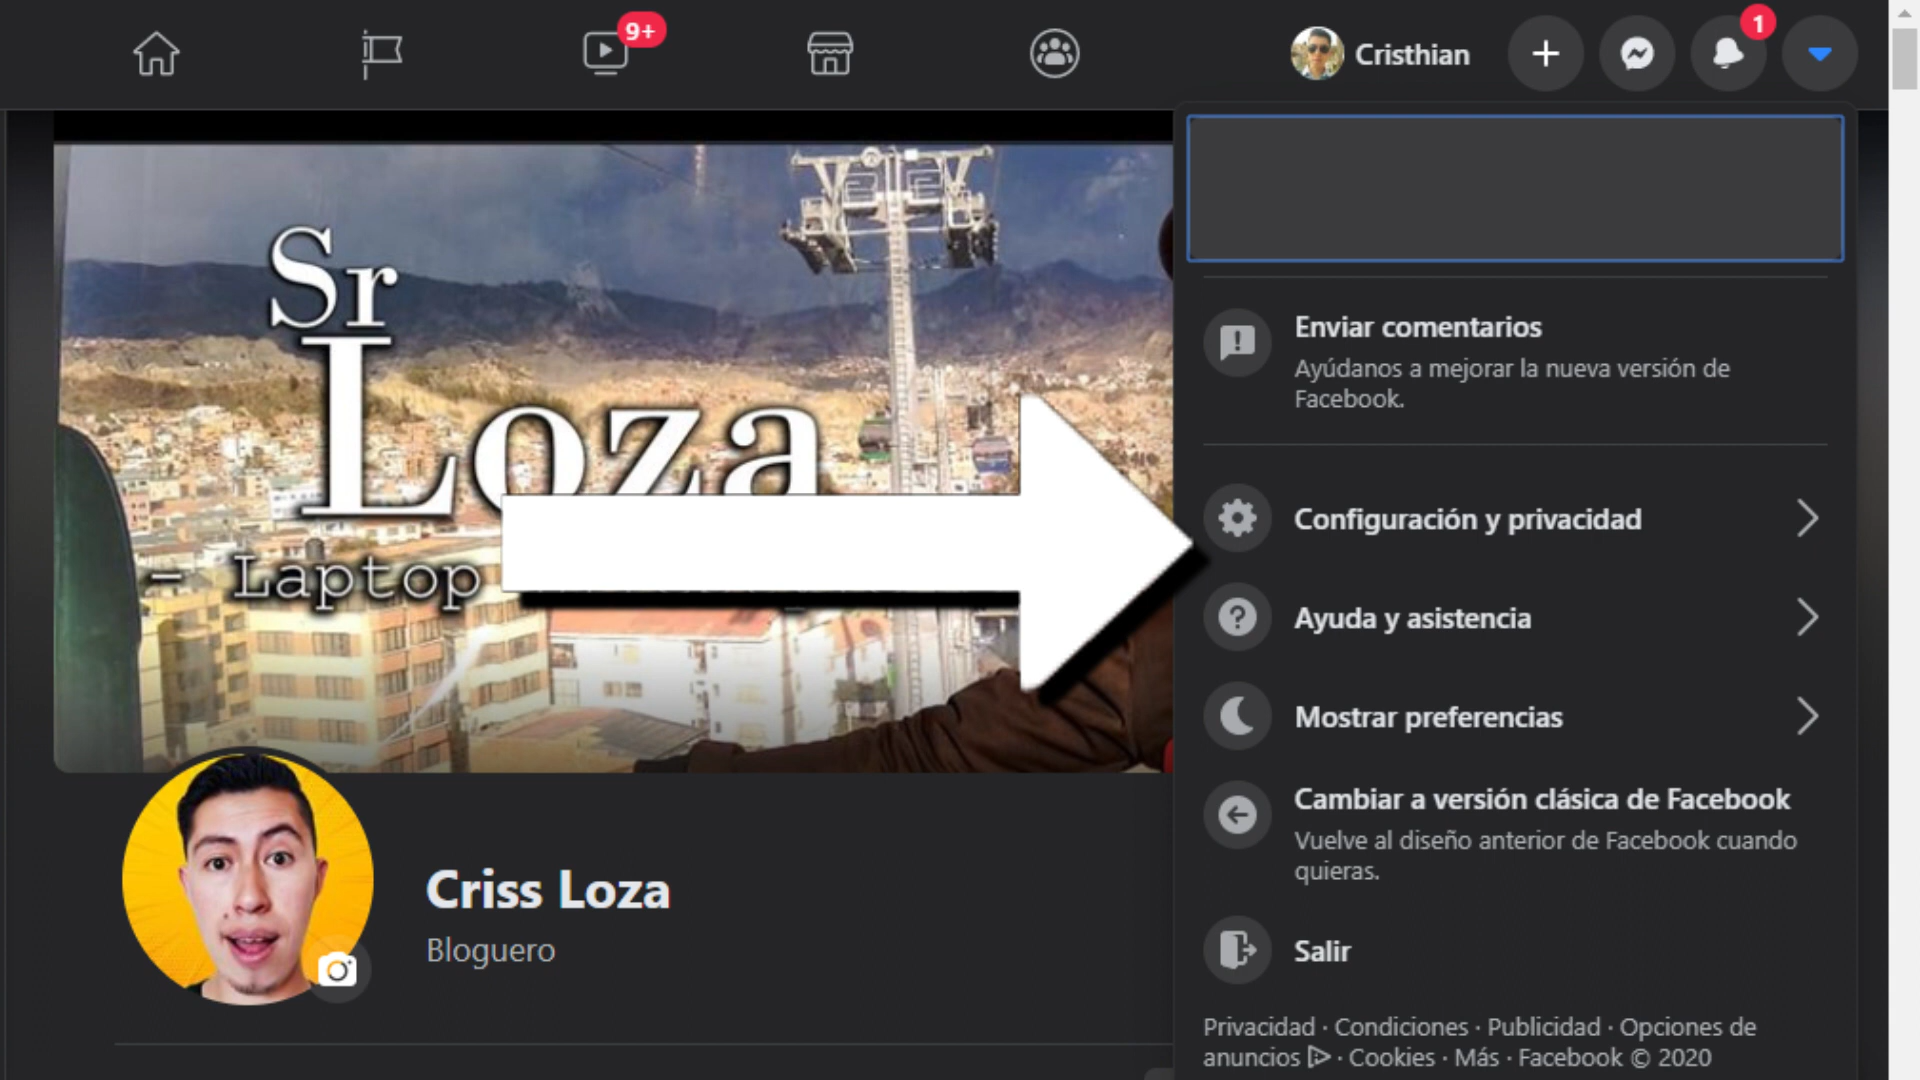 9+
Cristhian
1
Sr
Loza
- Laptop
Criss Loza
Bloguero
Enviar comentarios
Ayúdanos a mejorar la nueva versión de
Facebook.
Configuración y privacidad
Ayuda y asistencia
Mostrar preferencias
Cambiar a versión clásica de Facebook
Vuelve al diseño anterior de Facebook cuando
quieras.
Salir
Privacidad · Condiciones · Publicidad · Opciones de
anuncios · Cookies · Más · Facebook © 2020